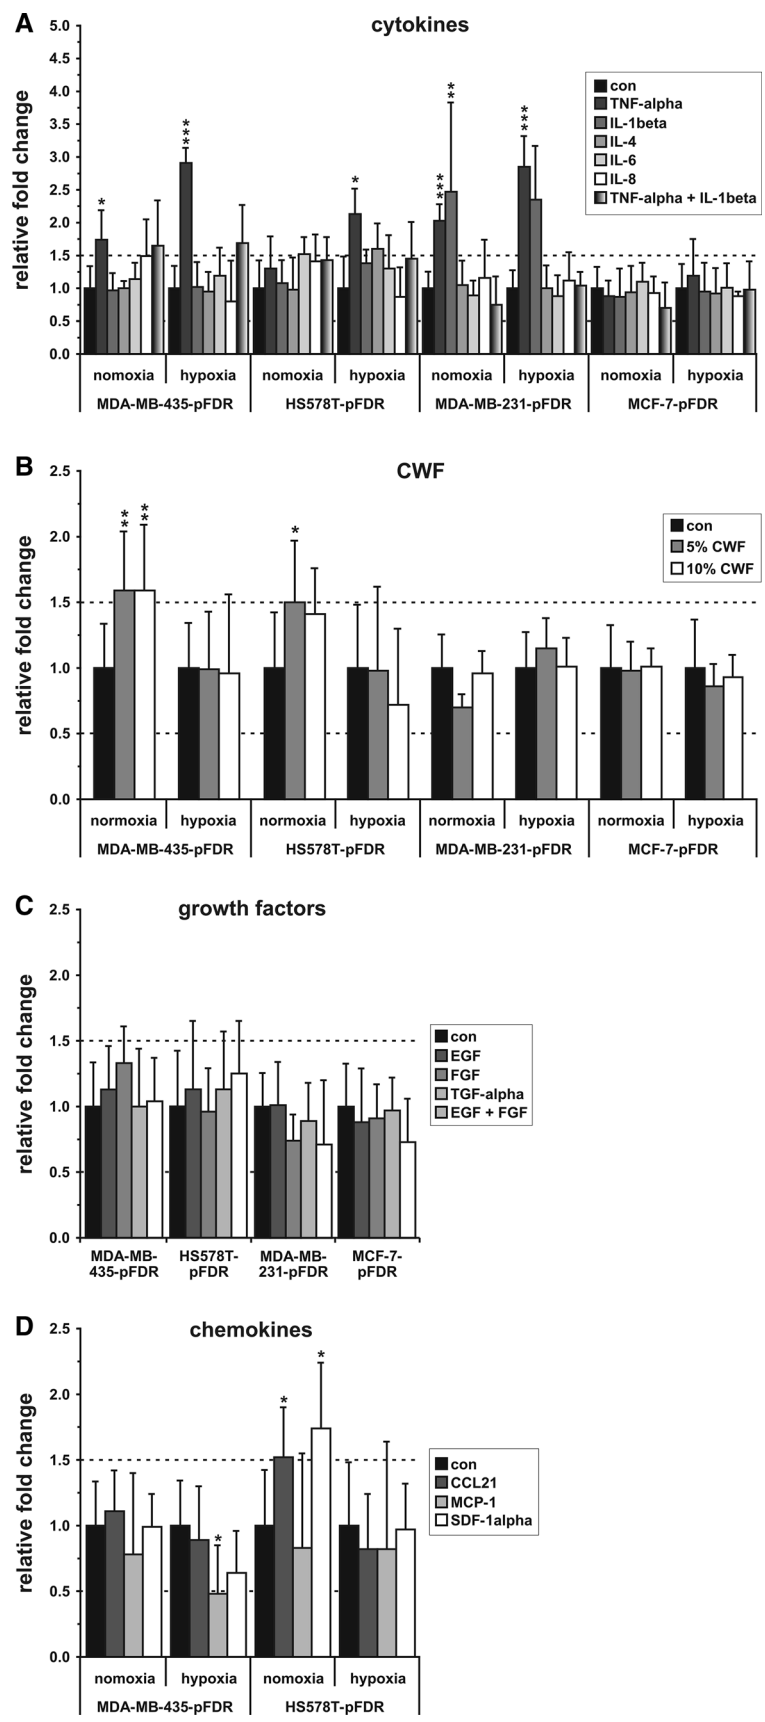 A
cytokines
relative fold change
5.0
4.5
4.0
3.5
3.0
2.5
2.0
1.5
1.0
0.5
0.0
*
***
*
***
**
***
con
TNF-alpha
IL-1beta
IL-4
IL-6
IL-8
TNF-alpha + IL-1beta
nomoxia hypoxia nomoxia hypoxia nomoxia hypoxia nomoxia hypoxia
MDA-MB-435-pFDR HS578T-pFDR MDA-MB-231-pFDR MCF-7-pFDR
B
CWF
relative fold change
2.5
2.0
1.5
1.0
0.5
0.0
**
**
*
con
5% CWF
10% CWF
normoxia hypoxia normoxia hypoxia nomoxia hypoxia normoxia hypoxia
MDA-MB-435-pFDR HS578T-pFDR MDA-MB-231-pFDR MCF-7-pFDR
C
growth factors
relative fold change
2.5
2.0
1.5
1.0
0.5
0.0
con
EGF
FGF
TGF-alpha
EGF + FGF
MDA-MB- HS578T- MDA-MB- MCF-7-
435-pFDR pFDR 231-pFDR pFDR
D
chemokines
relative fold change
2.5
2.0
1.5
1.0
0.5
0.0
*
*
*
con
CCL21
MCP-1
SDF-1alpha
nomoxia hypoxia nomoxia hypoxia
MDA-MB-435-pFDR HS578T-pFDR